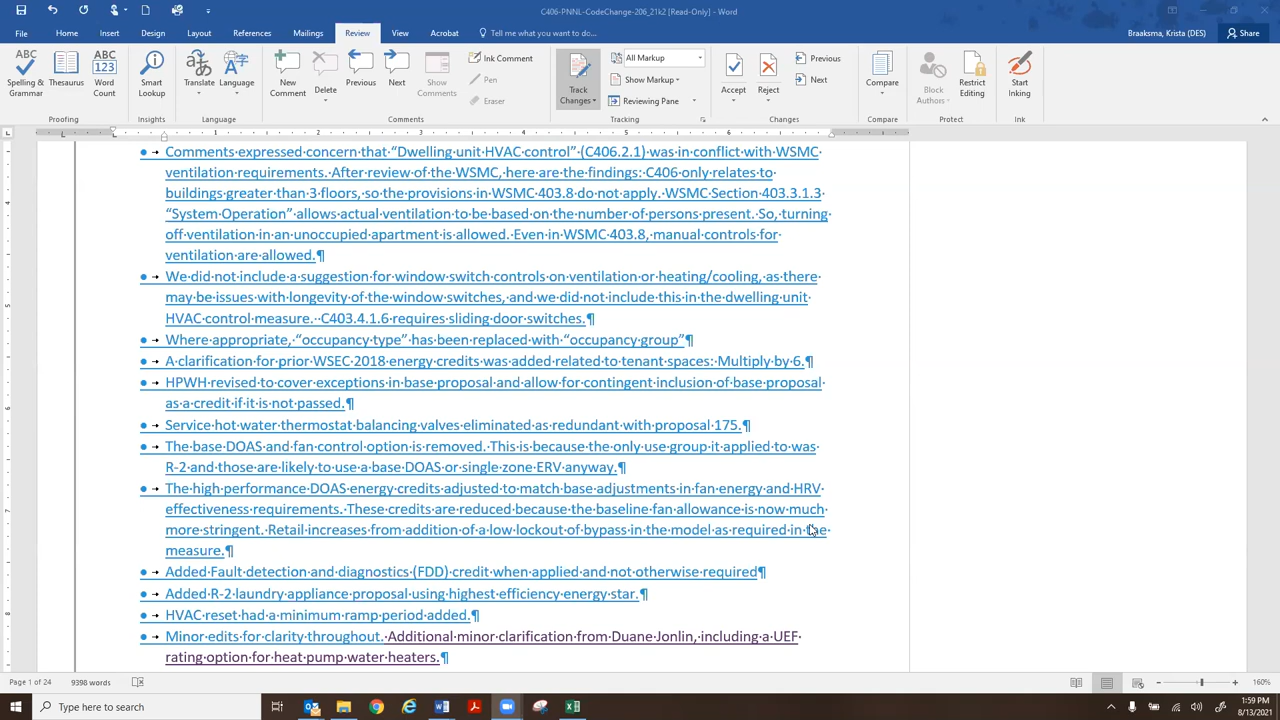 C406-PNNL-CodeChange-206_21k2 [Read-Only] - Word
Braaksma, Krista (DES)
File Home Insert Design Layout References Mailings Review View Acrobat Tell me what you want to do... Share
ABC
Spelling & Grammar
Thesaurus
ABC 123
Word Count
Proofing
Smart Lookup
Insights
Translate
Language
Language
New Comment
Delete
Previous
Next
Show Comments
Comments
Ink Comment
Pen
Eraser
Track Changes
All Markup
Show Markup
Reviewing Pane
Tracking
Accept
Reject
Previous
Next
Changes
Compare
Compare
Block Authors
Restrict Editing
Protect
Start Inking
Ink
1 2 3 4 5 6 7
4
5
6
7
8
Comments·expressed·concern·that·“Dwelling·unit·HVAC·control”·(C406.2.1)·was·in·conflict·with·WSMC·
ventilation·requirements.·After·review·of·the·WSMC,·here·are·the·findings:·C406·only·relates·to·
buildings·greater·than·3·floors,·so·the·provisions·in·WSMC·403.8·do·not·apply.·WSMC·Section·403.3.1.3·
“System·Operation”·allows·actual·ventilation·to·be·based·on·the·number·of·persons·present.·So,·turning·
off·ventilation·in·an·unoccupied·apartment·is·allowed.·Even·in·WSMC·403.8,·manual·controls·for·
ventilation·are·allowed.¶
We·did·not·include·a·suggestion·for·window·switch·controls·on·ventilation·or·heating/cooling,·as·there·
may·be·issues·with·longevity·of·the·window·switches,·and·we·did·not·include·this·in·the·dwelling·unit·
HVAC·control·measure.··C403.4.1.6·requires·sliding·door·switches.¶
Where·appropriate,·“occupancy·type”·has·been·replaced·with·“occupancy·group”¶
A·clarification·for·prior·WSEC·2018·energy·credits·was·added·related·to·tenant·spaces:·Multiply·by·6.¶
HPWH·revised·to·cover·exceptions·in·base·proposal·and·allow·for·contingent·inclusion·of·base·proposal·
as·a·credit·if·it·is·not·passed.¶
Service·hot·water·thermostat·balancing·valves·eliminated·as·redundant·with·proposal·175.¶
The·base·DOAS·and·fan·control·option·is·removed.·This·is·because·the·only·use·group·it·applied·to·was·
R-2·and·those·are·likely·to·use·a·base·DOAS·or·single·zone·ERV·anyway.¶
The·high·performance·DOAS·energy·credits·adjusted·to·match·base·adjustments·in·fan·energy·and·HRV·
effectiveness·requirements.·These·credits·are·reduced·because·the·baseline·fan·allowance·is·now·much·
more·stringent.·Retail·increases·from·addition·of·a·low·lockout·of·bypass·in·the·model·as·required·in·the·
measure.¶
Added·Fault·detection·and·diagnostics·(FDD)·credit·when·applied·and·not·otherwise·required¶
Added·R-2·laundry·appliance·proposal·using·highest·efficiency·energy·star.¶
HVAC·reset·had·a·minimum·ramp·period·added.¶
Minor·edits·for·clarity·throughout.·Additional·minor·clarification·from·Duane·Jonlin,·including·a·UEF·
rating·option·for·heat·pump·water·heaters.¶
Page 1 of 24 9398 words 160%
Type here to search
1:59 PM
8/13/2021